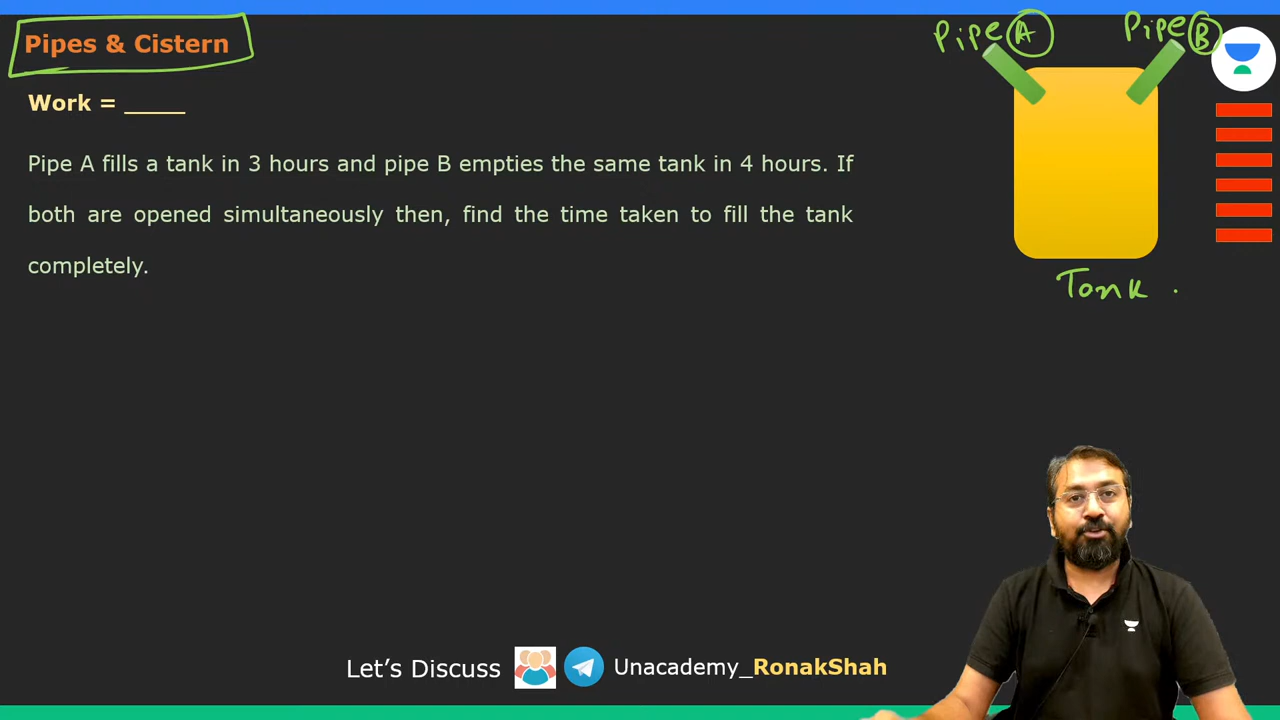 Pipes & Cistern
Pipe A
Pipe B
Work = _____
Pipe A fills a tank in 3 hours and pipe B empties the same tank in 4 hours. If
both are opened simultaneously then, find the time taken to fill the tank
completely.
Tank .
Let’s Discuss
Unacademy_RonakShah